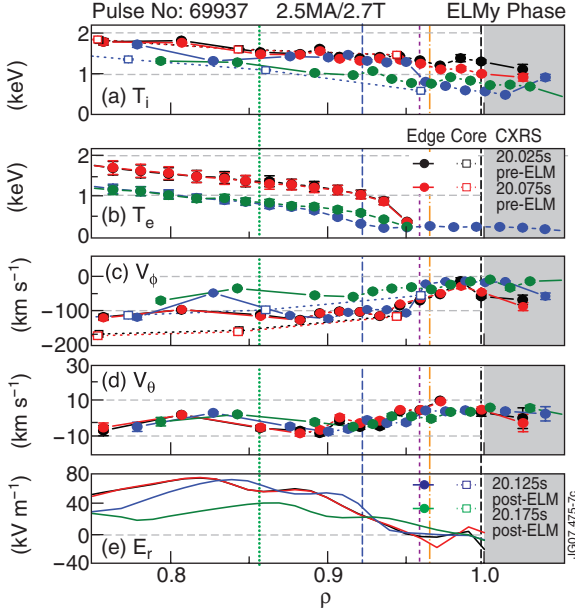 Pulse No: 69937 2.5MA/2.7T ELMy Phase
2
1
0
(keV)
(a) Ti
Edge Core CXRS
20.025s
pre-ELM
20.075s
pre-ELM
2
1
0
(keV)
(b) Te
0
−100
−200
(km s−1)
(c) Vϕ
30
10
−10
(km s−1)
(d) Vθ
80
40
0
−40
(kV m−1)
(e) Er
20.125s
post-ELM
20.175s
post-ELM
0.8 0.9 1.0
ρ
JG07.475-7c